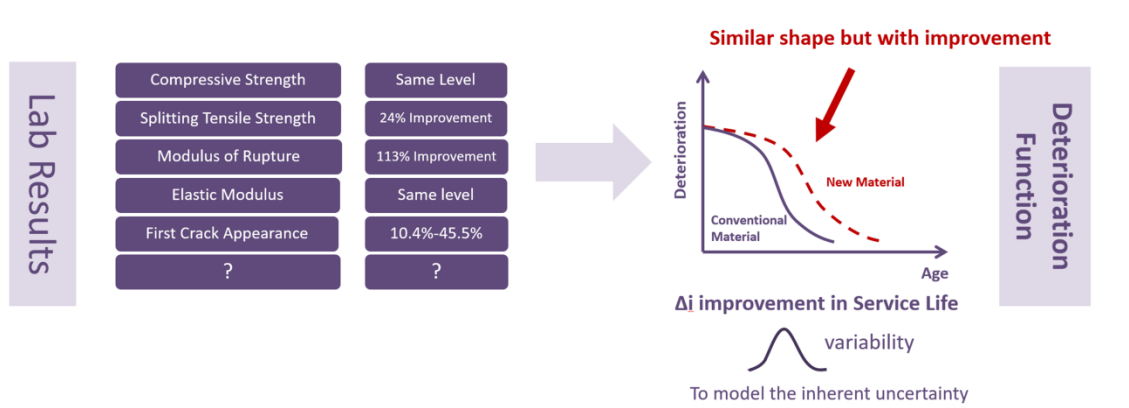 Lab Results
Compressive Strength
Same Level
Splitting Tensile Strength
24% Improvement
Modulus of Rupture
113% Improvement
Elastic Modulus
Same level
First Crack Appearance
10.4%-45.5%
?
?
Similar shape but with improvement
Deterioration
New Material
Conventional
Material
Age
Δi improvement in Service Life
variability
To model the inherent uncertainty
Deterioration
Function